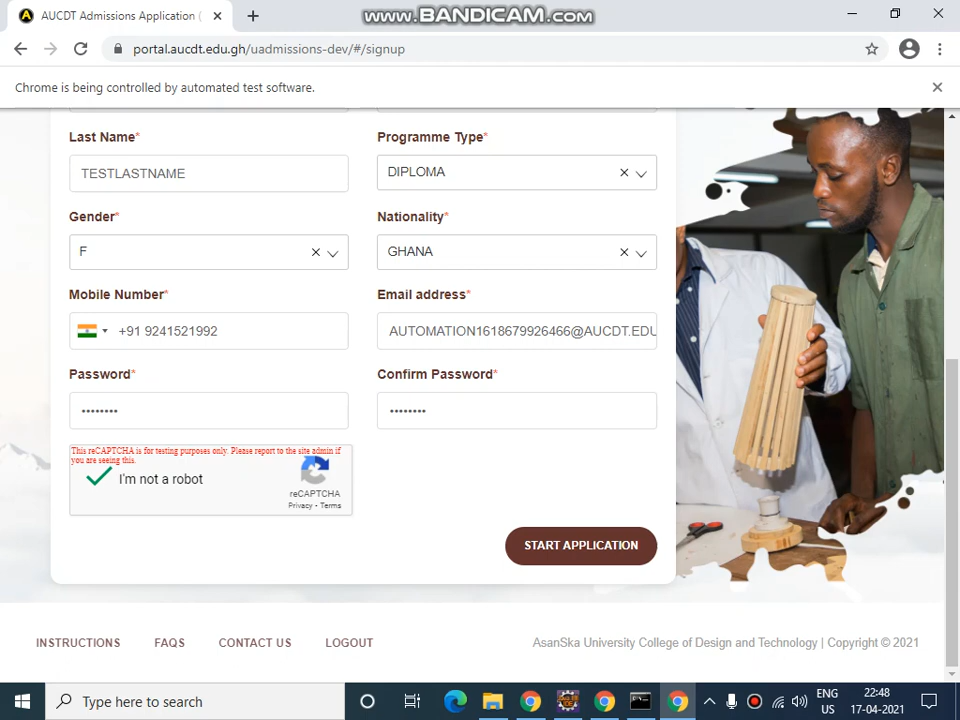 AUCDT Admissions Application (
www.BANDICAM.com
portal.aucdt.edu.gh/uadmissions-dev/#/signup
Chrome is being controlled by automated test software.
Last Name*
Programme Type*
TESTLASTNAME
DIPLOMA
Gender*
Nationality*
F
GHANA
Mobile Number*
Email address*
+91 9241521992
AUTOMATION1618679926466@AUCDT.EDU
Password*
Confirm Password*
••••••••
••••••••
This reCAPTCHA is for testing purposes only. Please report to the site admin if
you are seeing this.
I'm not a robot
reCAPTCHA
Privacy • Terms
START APPLICATION
INSTRUCTIONS
FAQS
CONTACT US
LOGOUT
AsanSka University College of Design and Technology | Copyright © 2021
Type here to search
ENG
US
22:48
17-04-2021